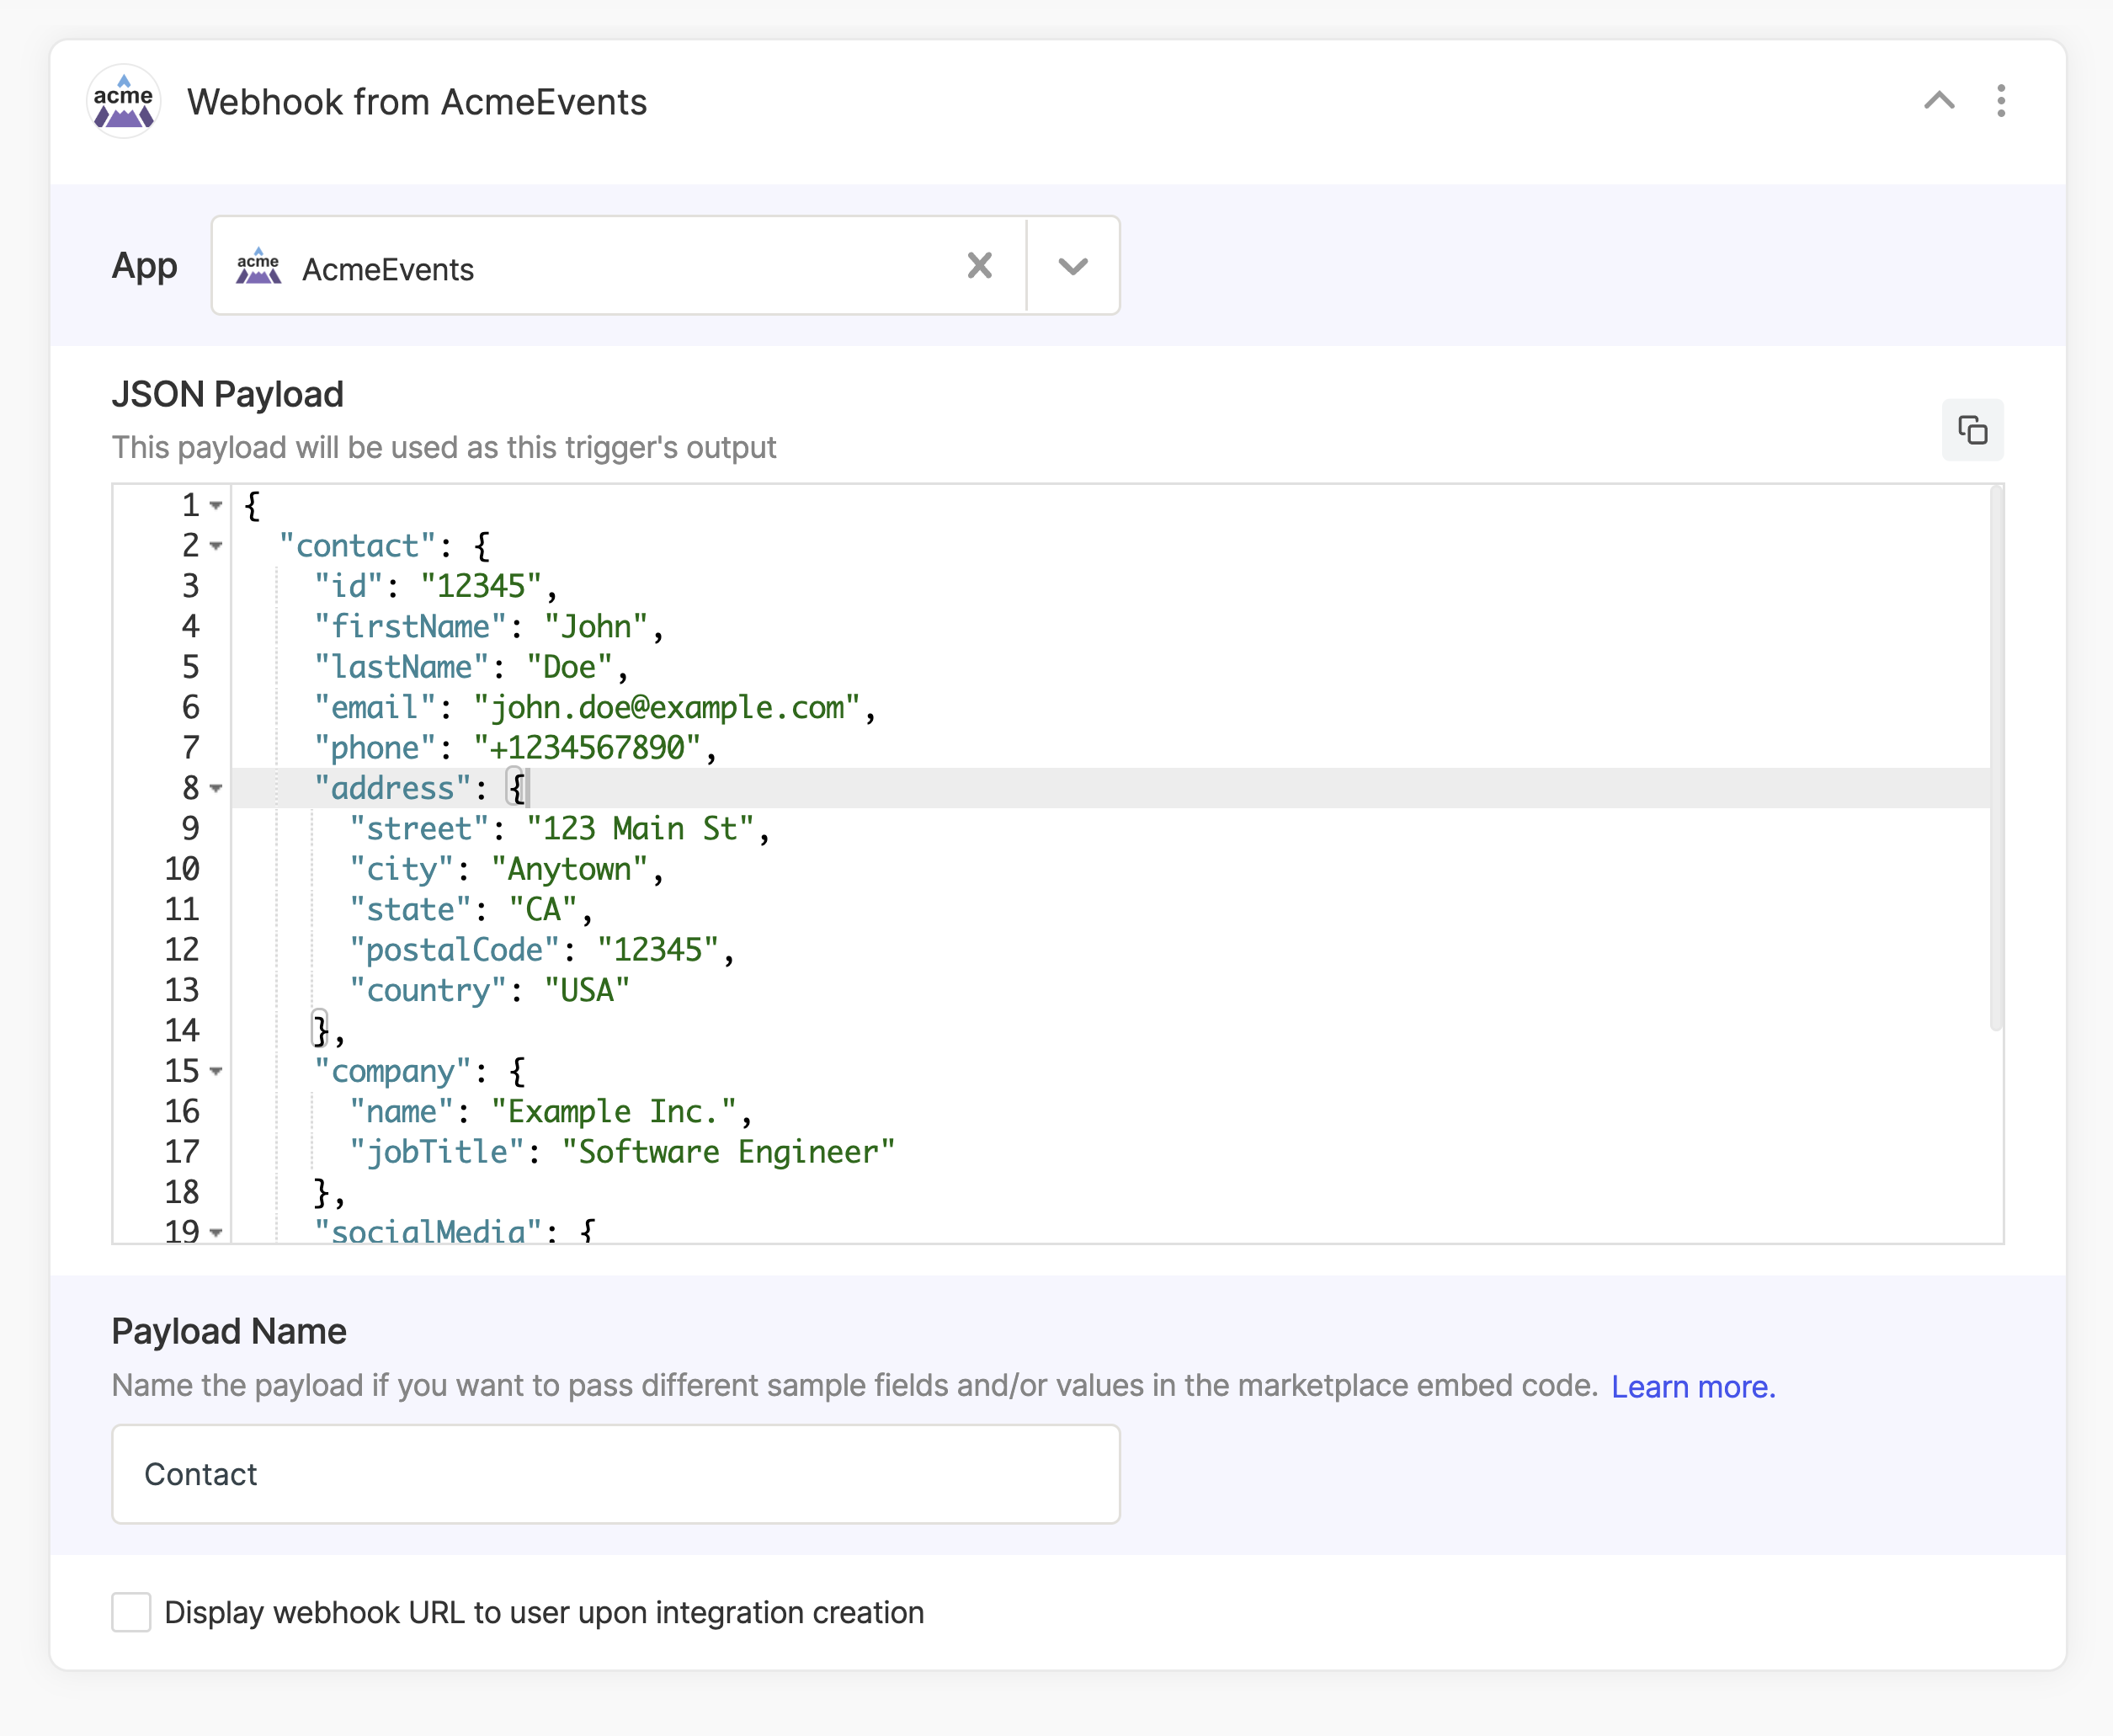 acme
Webhook from AcmeEvents
App
acme
AcmeEvents
JSON Payload
This payload will be used as this trigger's output
1 {
2 "contact": {
3 "id": "12345",
4 "firstName": "John",
5 "lastName": "Doe",
6 "email": "john.doe@example.com",
7 "phone": "+1234567890",
8 "address": {
9 "street": "123 Main St",
10 "city": "Anytown",
11 "state": "CA",
12 "postalCode": "12345",
13 "country": "USA"
14 },
15 "company": {
16 "name": "Example Inc.",
17 "jobTitle": "Software Engineer"
18 },
19 "socialMedia": {
Payload Name
Name the payload if you want to pass different sample fields and/or values in the marketplace embed code. Learn more.
Contact
Display webhook URL to user upon integration creation